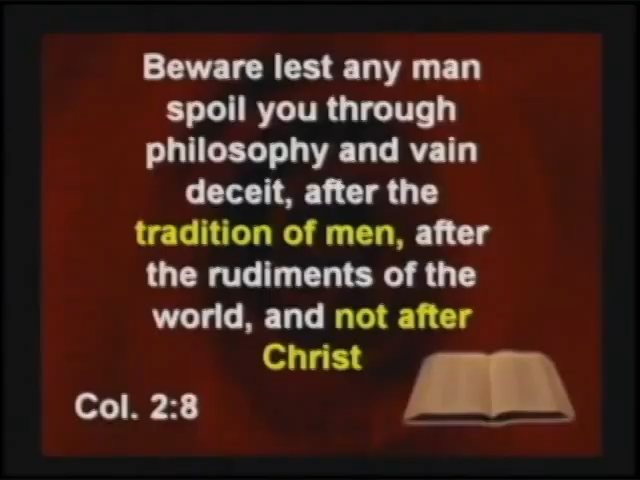 Beware lest any man
spoil you through
philosophy and vain
deceit, after the
tradition of men, after
the rudiments of the
world, and not after
Christ
Col. 2:8